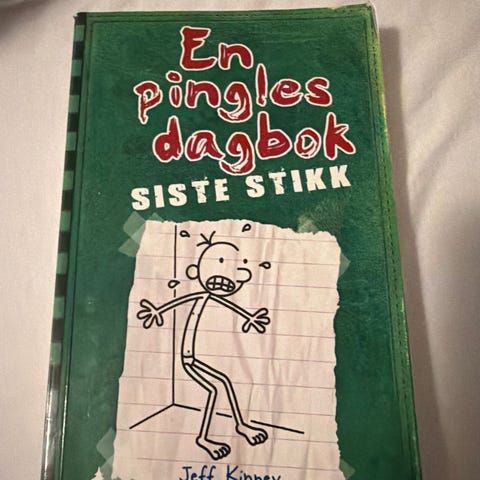 En
pingles
dagbok
SISTE STIKK
Jeff Kinney